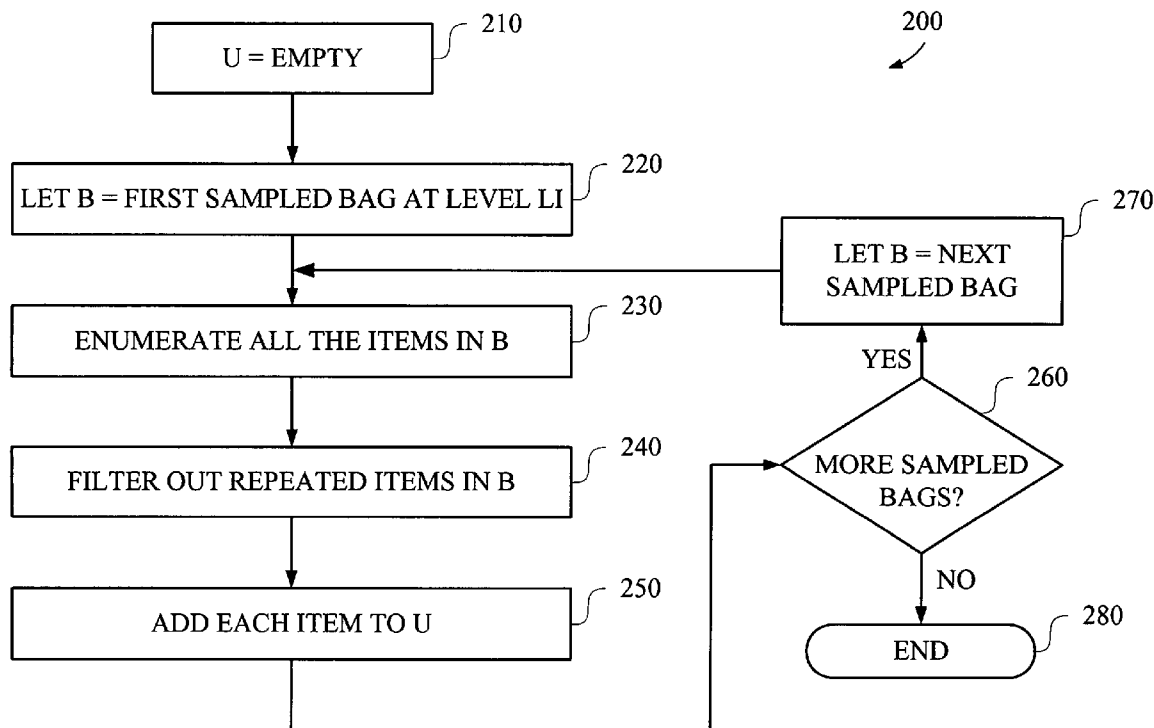 210
U = EMPTY
200
220
LET B = FIRST SAMPLED BAG AT LEVEL LI
270
LET B = NEXT
SAMPLED BAG
230
ENUMERATE ALL THE ITEMS IN B
YES
260
240
FILTER OUT REPEATED ITEMS IN B
MORE SAMPLED
BAGS?
250
ADD EACH ITEM TO U
NO
280
END